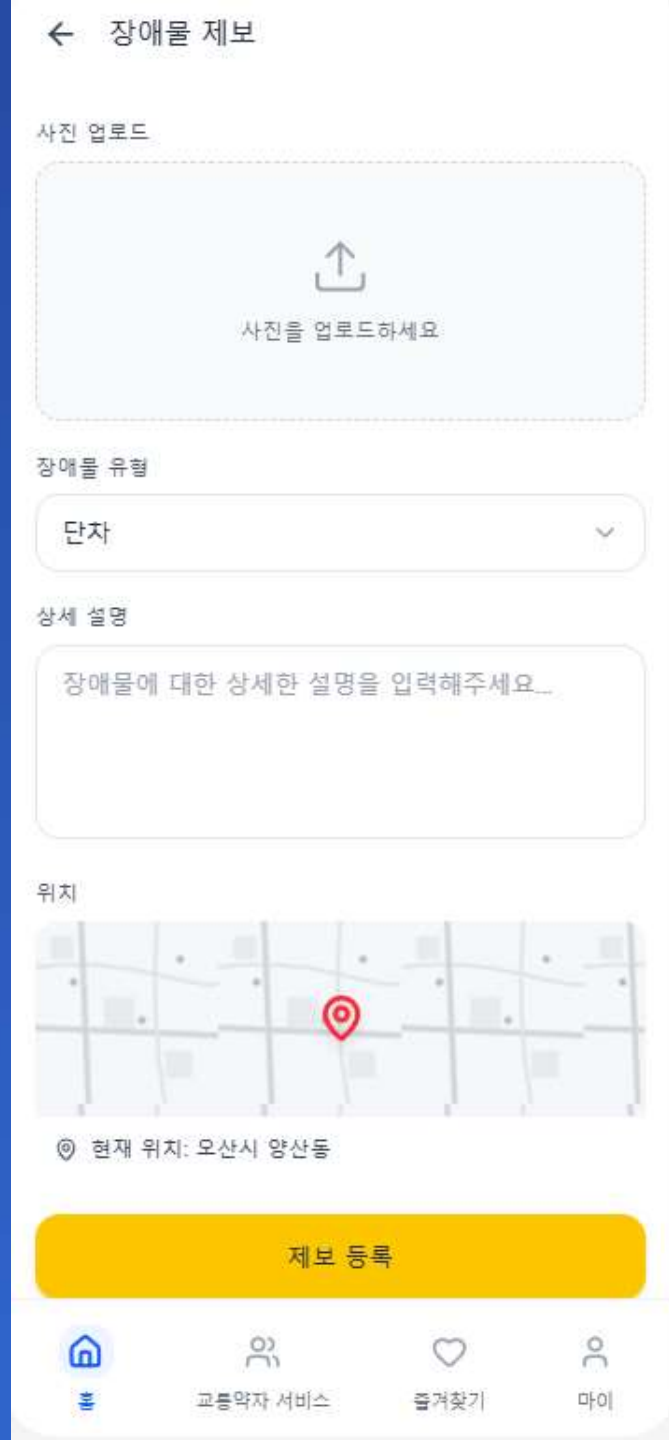 장애물 제보
사진 업로드
사진을 업로드하세요
장애물 유형
단차
상세 설명
장애물에 대한 상세한 설명을 입력해주세요...
위치
현재 위치: 오산시 양산동
제보 등록
홈
교통약자 서비스
즐겨찾기
마이